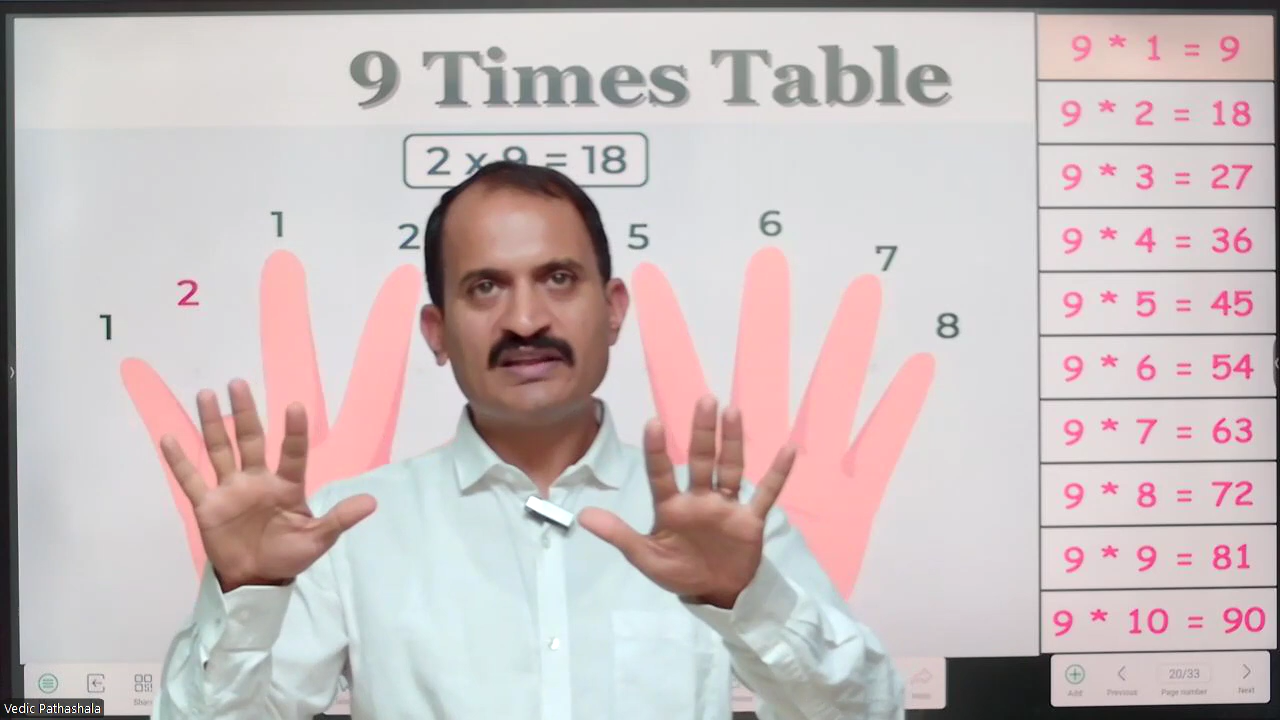 9 Times Table
2 x 9 = 18
1
2
1
2
5
6
7
8
9 * 1 = 9
9 * 2 = 18
9 * 3 = 27
9 * 4 = 36
9 * 5 = 45
9 * 6 = 54
9 * 7 = 63
9 * 8 = 72
9 * 9 = 81
9 * 10 = 90
Add
Previous
20/33
Page number
Next
Vedic Pathashala